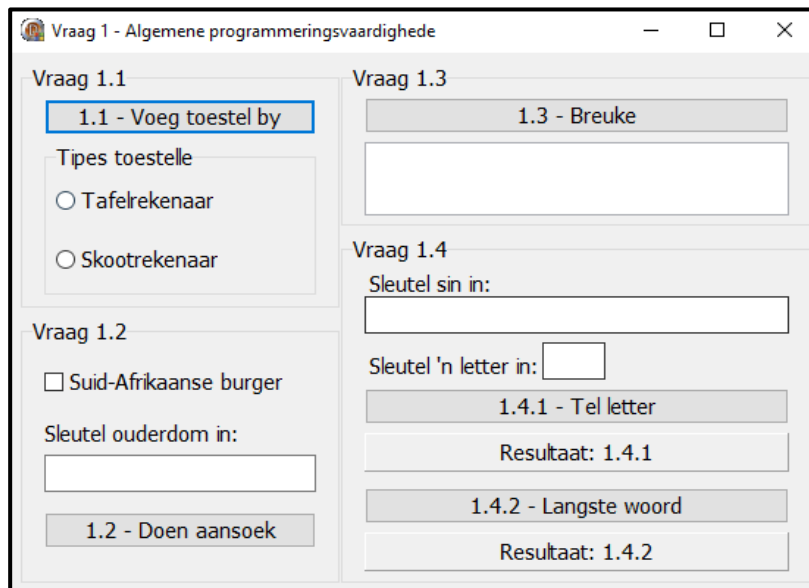 Vraag 1 - Algemene programmeringsvaardighede
Vraag 1.1
1.1 - Voeg toestel by
Tipes toestelle
Tafelrekenaar
Skootrekenaar
Vraag 1.2
Suid-Afrikaanse burger
Sleutel ouderdom in:
1.2 - Doen aansoek
Vraag 1.3
1.3 - Breuke
Vraag 1.4
Sleutel sin in:
Sleutel 'n letter in:
1.4.1 - Tel letter
Resultaat: 1.4.1
1.4.2 - Langste woord
Resultaat: 1.4.2